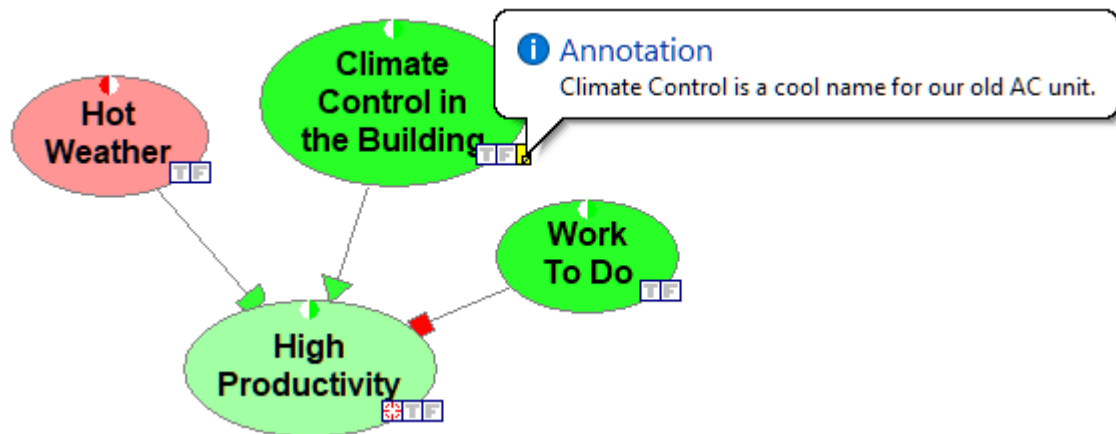 Climate
Control in
the Building
T F
Annotation
Climate Control is a cool name for our old AC unit.
Hot
Weather
T F
Work
To Do
T F
High
Productivity
T F